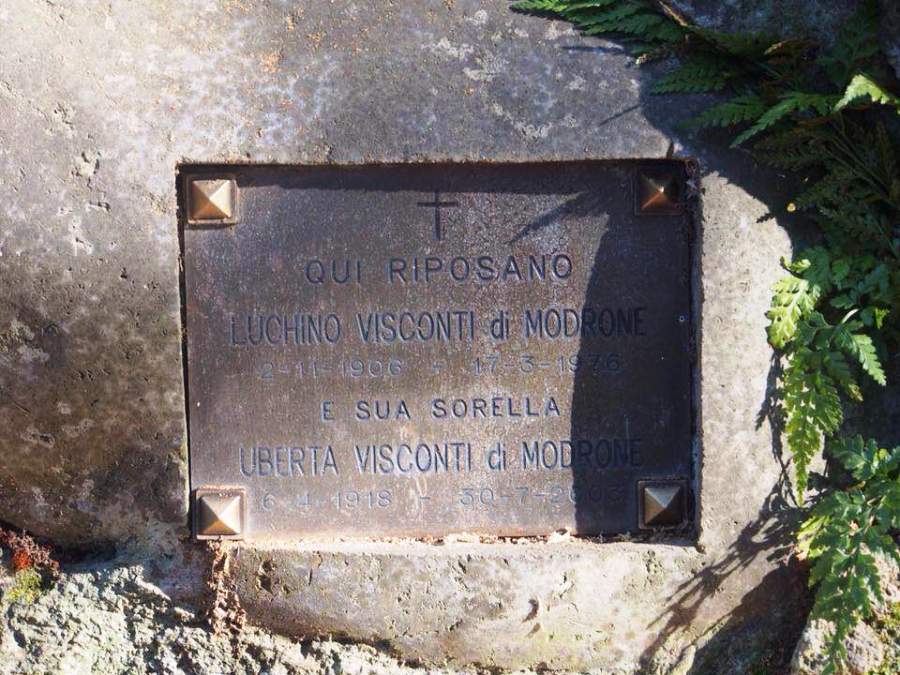 QUI RIPOSANO
LUCHINO VISCONTI di MODRONE
2-11-1906 - 17-3-1976
E SUA SORELLA
UBERTA VISCONTI di MODRONE
6-4-1918 - 30-7-2003